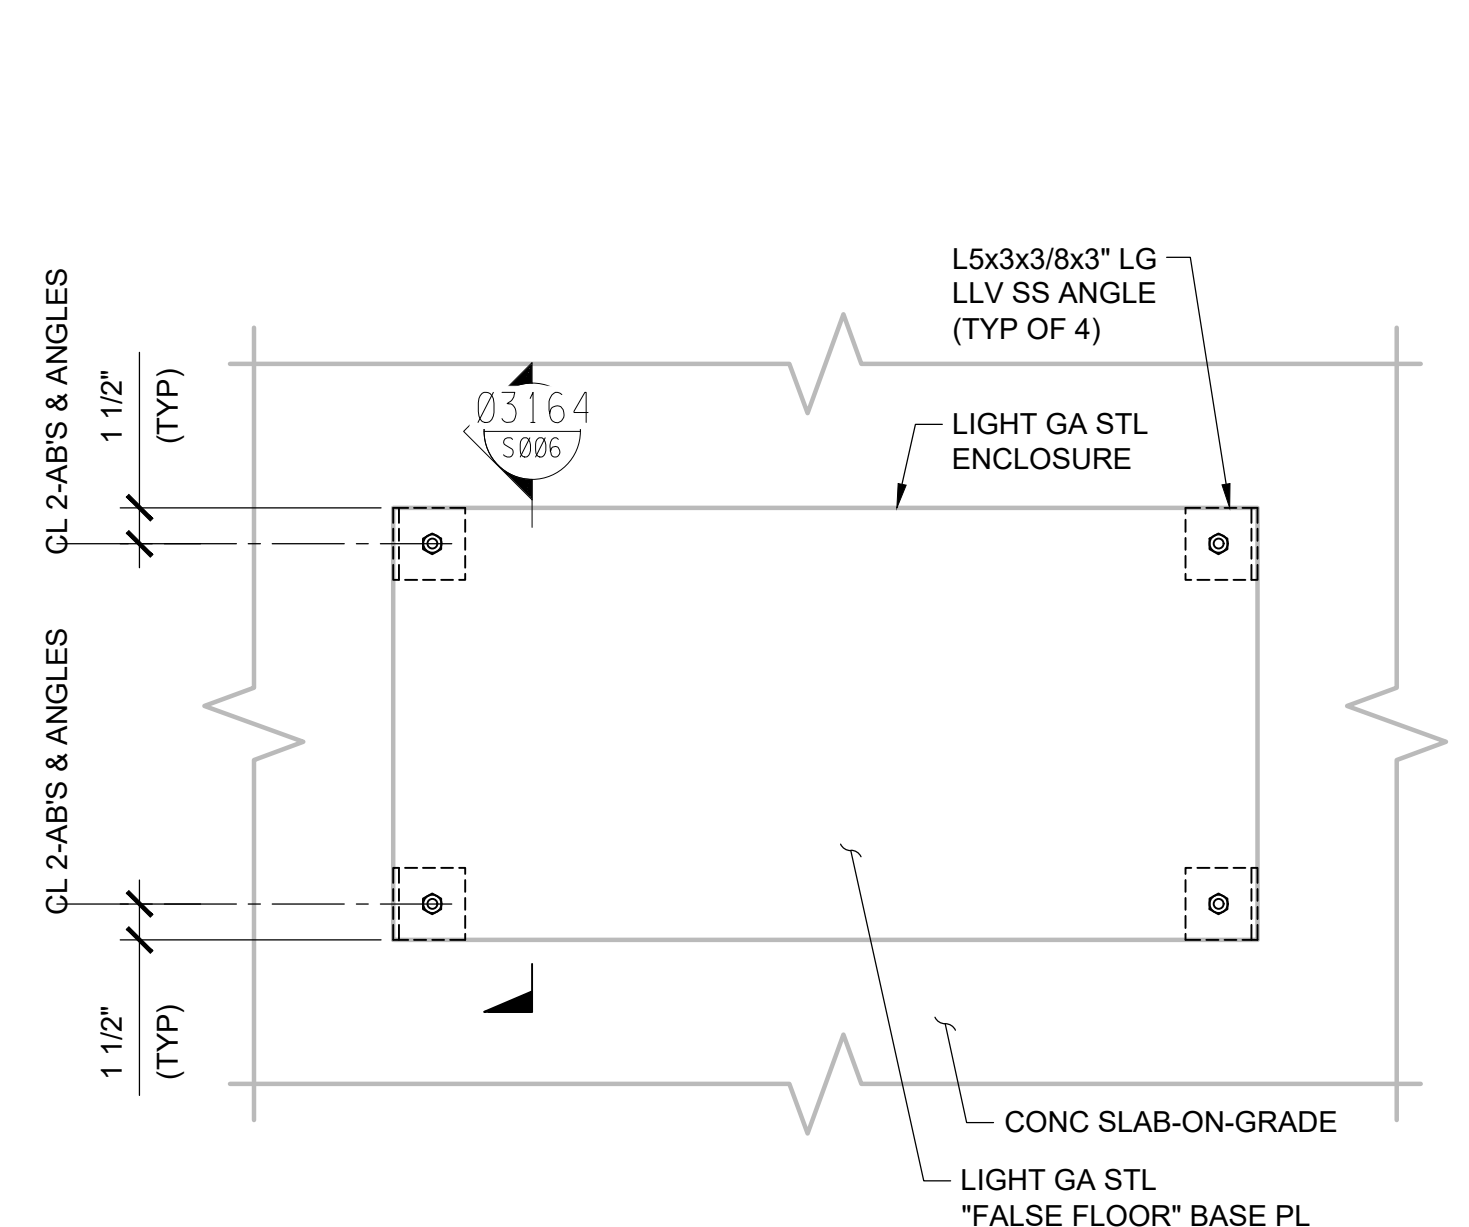 L5x3x3/8x3" LG
LLV SS ANGLE
(TYP OF 4)
CL 2-AB'S & ANGLES
1 1/2"
(TYP)
Ø3164
SØØ6
LIGHT GA STL
ENCLOSURE
CL 2-AB'S & ANGLES
1 1/2"
(TYP)
CONC SLAB-ON-GRADE
LIGHT GA STL
"FALSE FLOOR" BASE PL